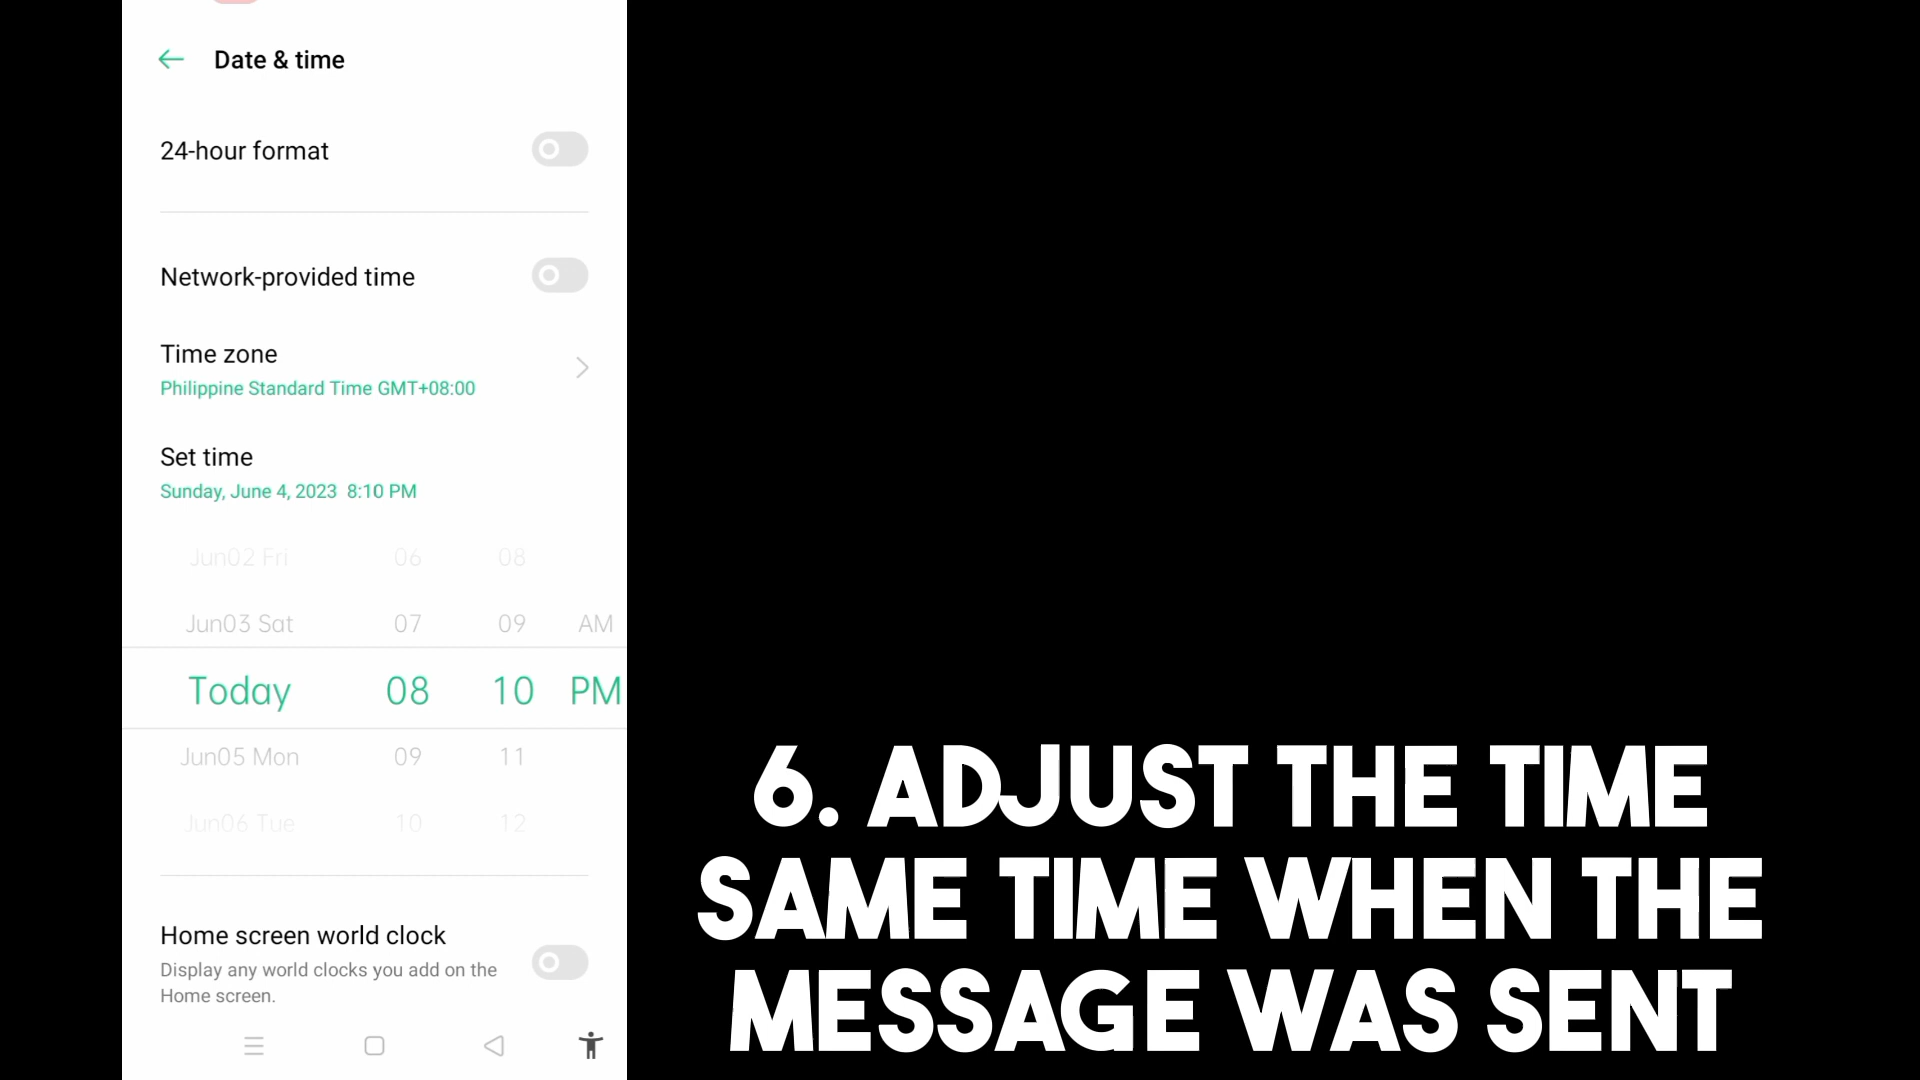 Date & time
24-hour format
Network-provided time
Time zone
Philippine Standard Time GMT+08:00
Set time
Sunday, June 4, 2023 8:10 PM
Jun02 Fri 06 08
Jun03 Sat 07 09 AM
Today 08 10 PM
Jun05 Mon 09 11
Jun06 Tue 10 12
Home screen world clock
Display any world clocks you add on the
Home screen.
6. ADJUST THE TIME
SAME TIME WHEN THE
MESSAGE WAS SENT